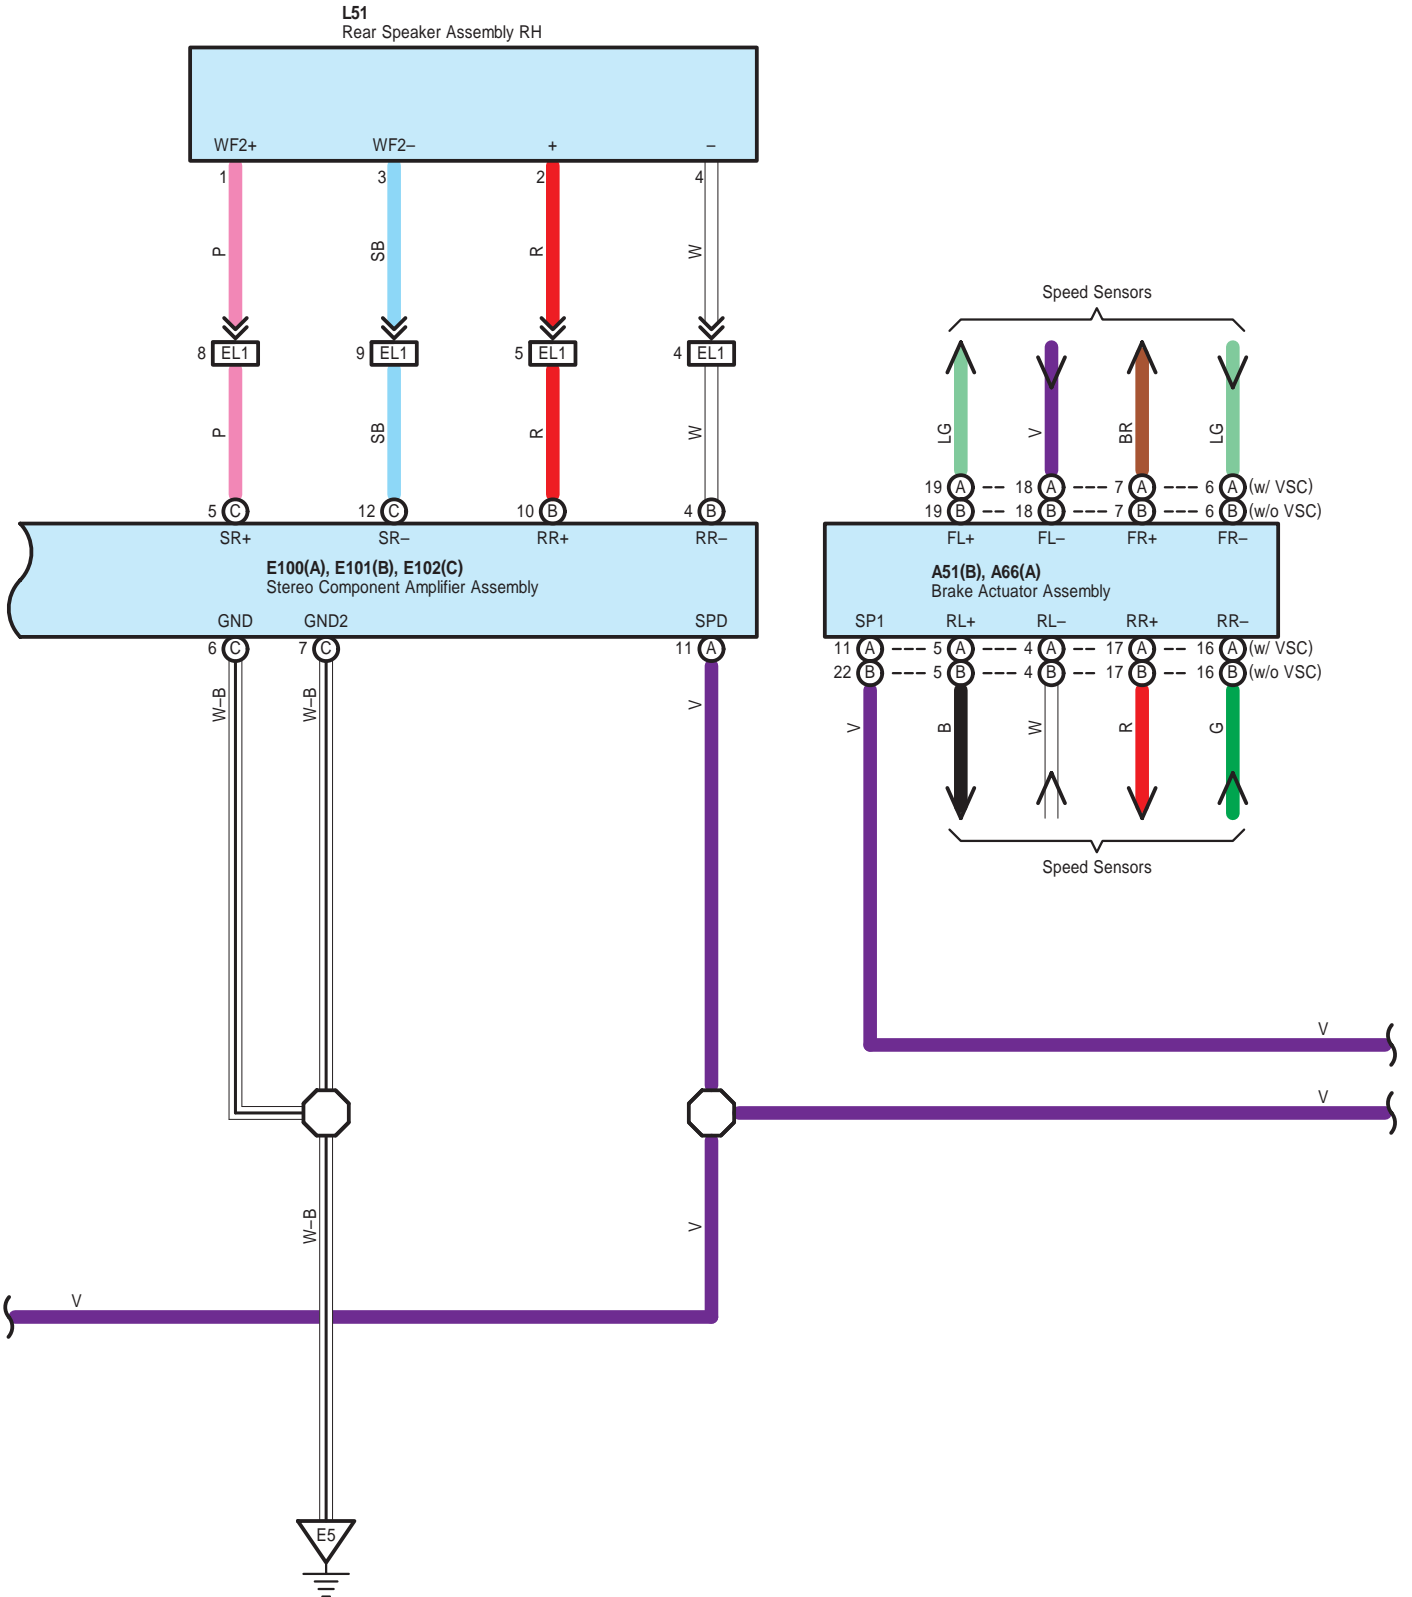 L51
Rear Speaker Assembly RH
WF2+ WF2– + –
1 3 2 4
P SB R W
8 EL1 9 EL1 5 EL1 4 EL1
P SB R W
5 C 12 C 10 B 4 B
SR+ SR– RR+ RR–
E100(A), E101(B), E102(C)
Stereo Component Amplifier Assembly
GND GND2 SPD
6 C 7 C 11 A
W–B W–B V
W–B V
V
E5
Speed Sensors
LG V BR LG
19 A 18 A 7 A 6 A (w/ VSC)
19 B 18 B 7 B 6 B (w/o VSC)
FL+ FL– FR+ FR–
A51(B), A66(A)
Brake Actuator Assembly
SP1 RL+ RL– RR+ RR–
11 A 5 A 4 A 17 A 16 A (w/ VSC)
22 B 5 B 4 B 17 B 16 B (w/o VSC)
V B W R G
Speed Sensors
V
V